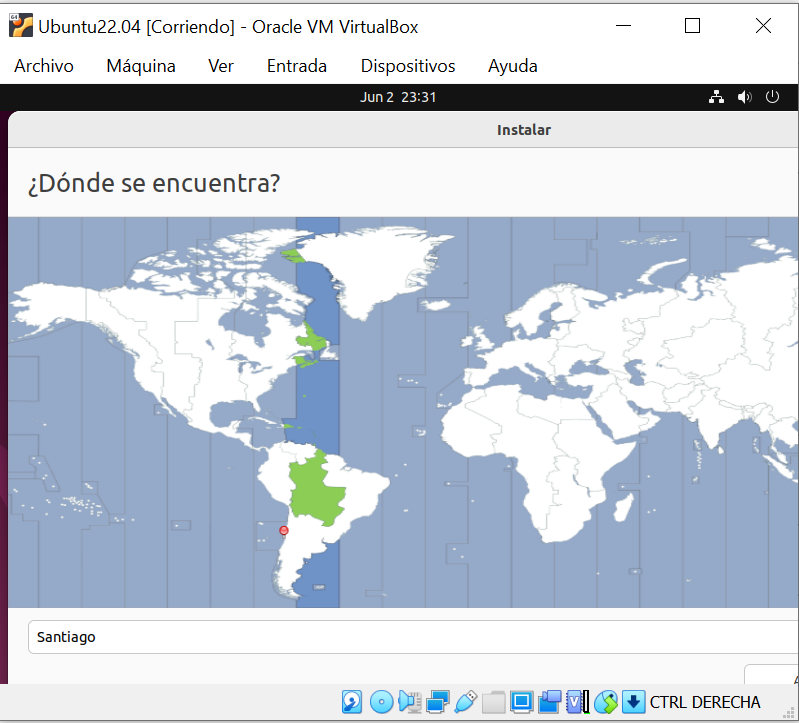 Ubuntu22.04 [Corriendo] - Oracle VM VirtualBox
Archivo Máquina Ver Entrada Dispositivos Ayuda
Jun 2 23:31
Instalar
¿Dónde se encuentra?
Santiago
CTRL DERECHA